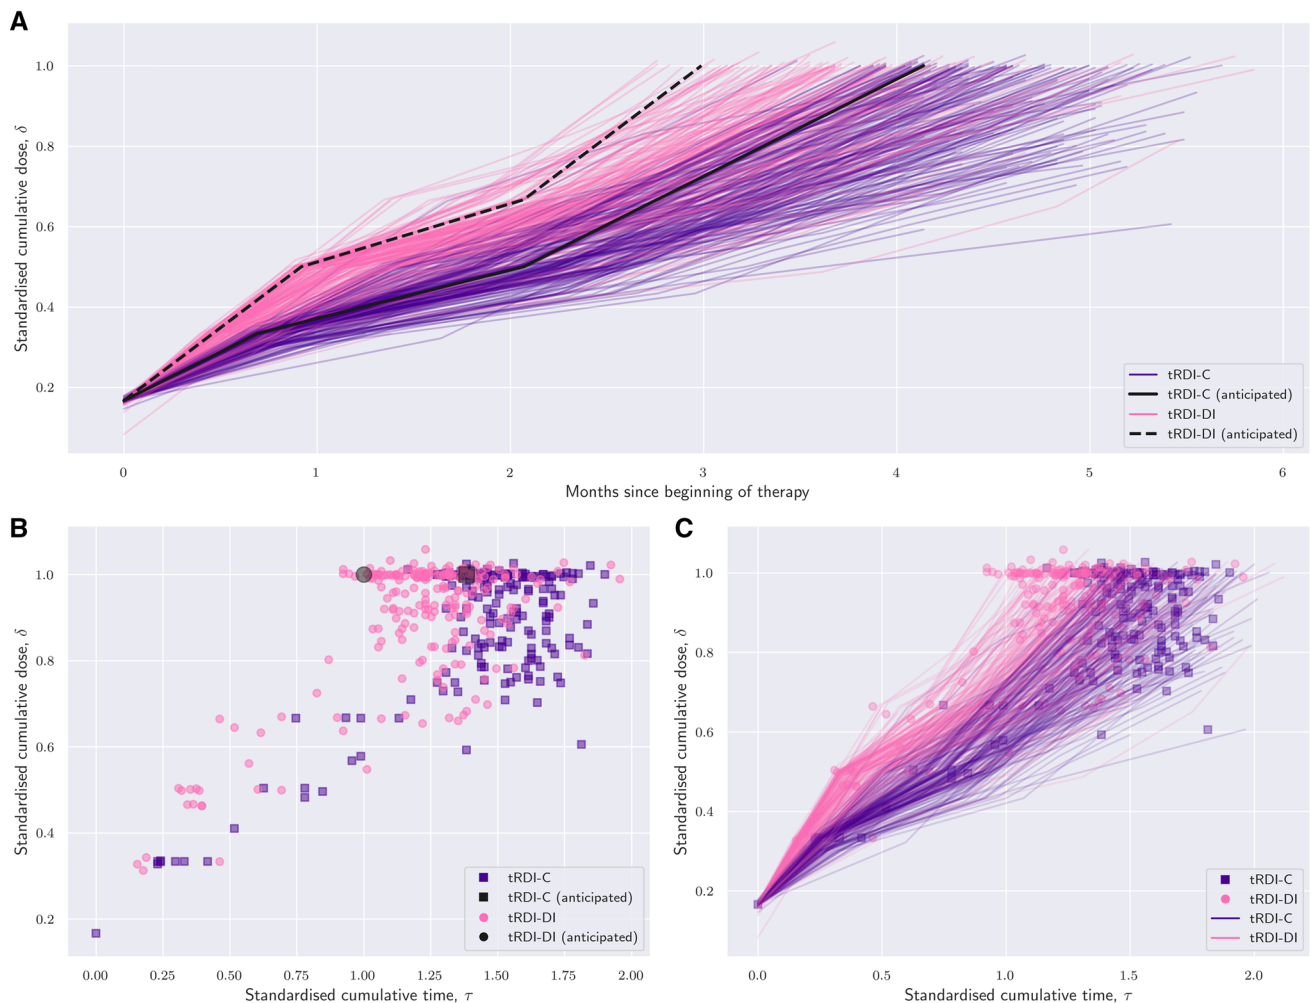 A
Standardised cumulative dose, δ
1.0
0.8
0.6
0.4
0.2
0 1 2 3 4 5 6
Months since beginning of therapy
tRDI-C
tRDI-C (anticipated)
tRDI-DI
tRDI-DI (anticipated)
B
Standardised cumulative dose, δ
1.0
0.8
0.6
0.4
0.2
0.00 0.25 0.50 0.75 1.00 1.25 1.50 1.75 2.00
Standardised cumulative time, τ
tRDI-C
tRDI-C (anticipated)
tRDI-DI
tRDI-DI (anticipated)
C
Standardised cumulative dose, δ
1.0
0.8
0.6
0.4
0.2
0.0 0.5 1.0 1.5 2.0
Standardised cumulative time, τ
tRDI-C
tRDI-DI
tRDI-C
tRDI-DI